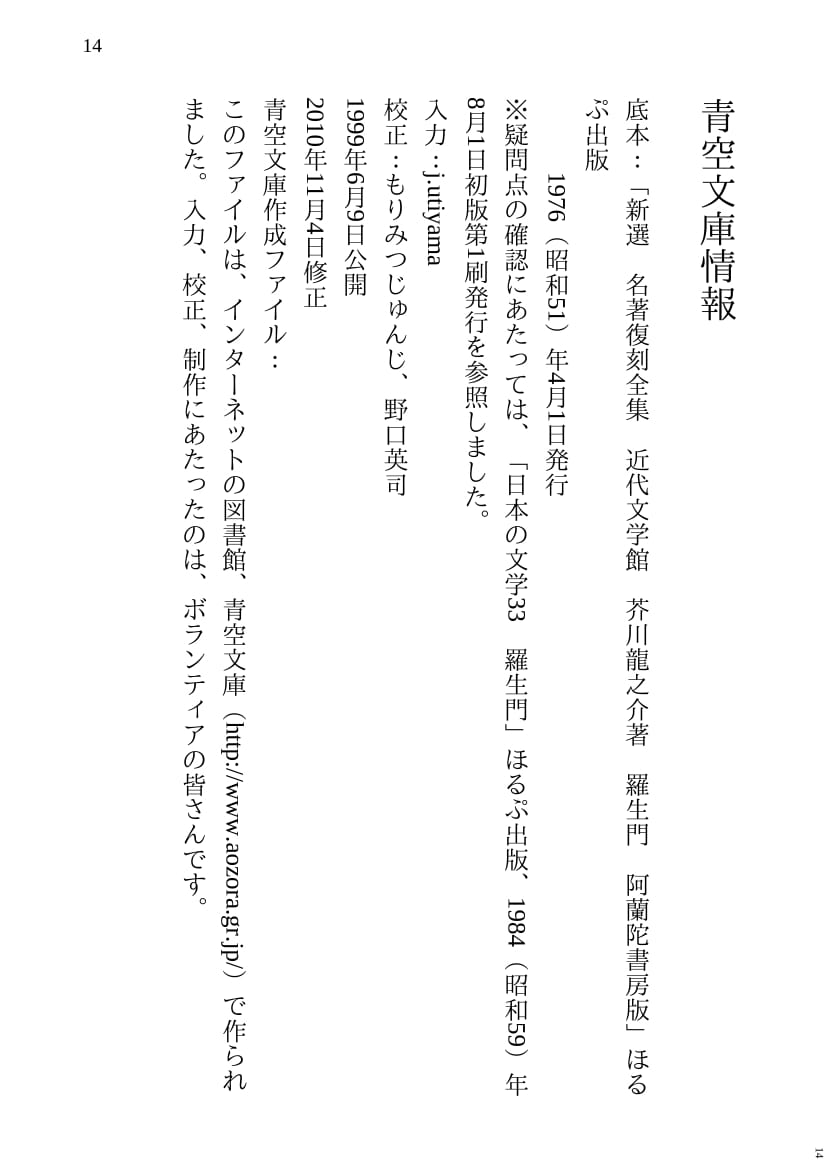 14
青空文庫情報
底本:「新選　名著復刻全集　近代文学館　芥川龍之介著　羅生門　阿蘭陀書房版」ほる
ぷ出版
　　　1976（昭和51）年4月1日発行
※疑問点の確認にあたっては、「日本の文学33　羅生門」ほるぷ出版、1984（昭和59）年
8月1日初版第1刷発行を参照しました。
入力:j.utiyama
校正:もりみつじゅんじ、野口英司
1999年6月9日公開
2010年11月4日修正
青空文庫作成ファイル:
このファイルは、インターネットの図書館、青空文庫（http://www.aozora.gr.jp/）で作られ
ました。入力、校正、制作にあたったのは、ボランティアの皆さんです。
14